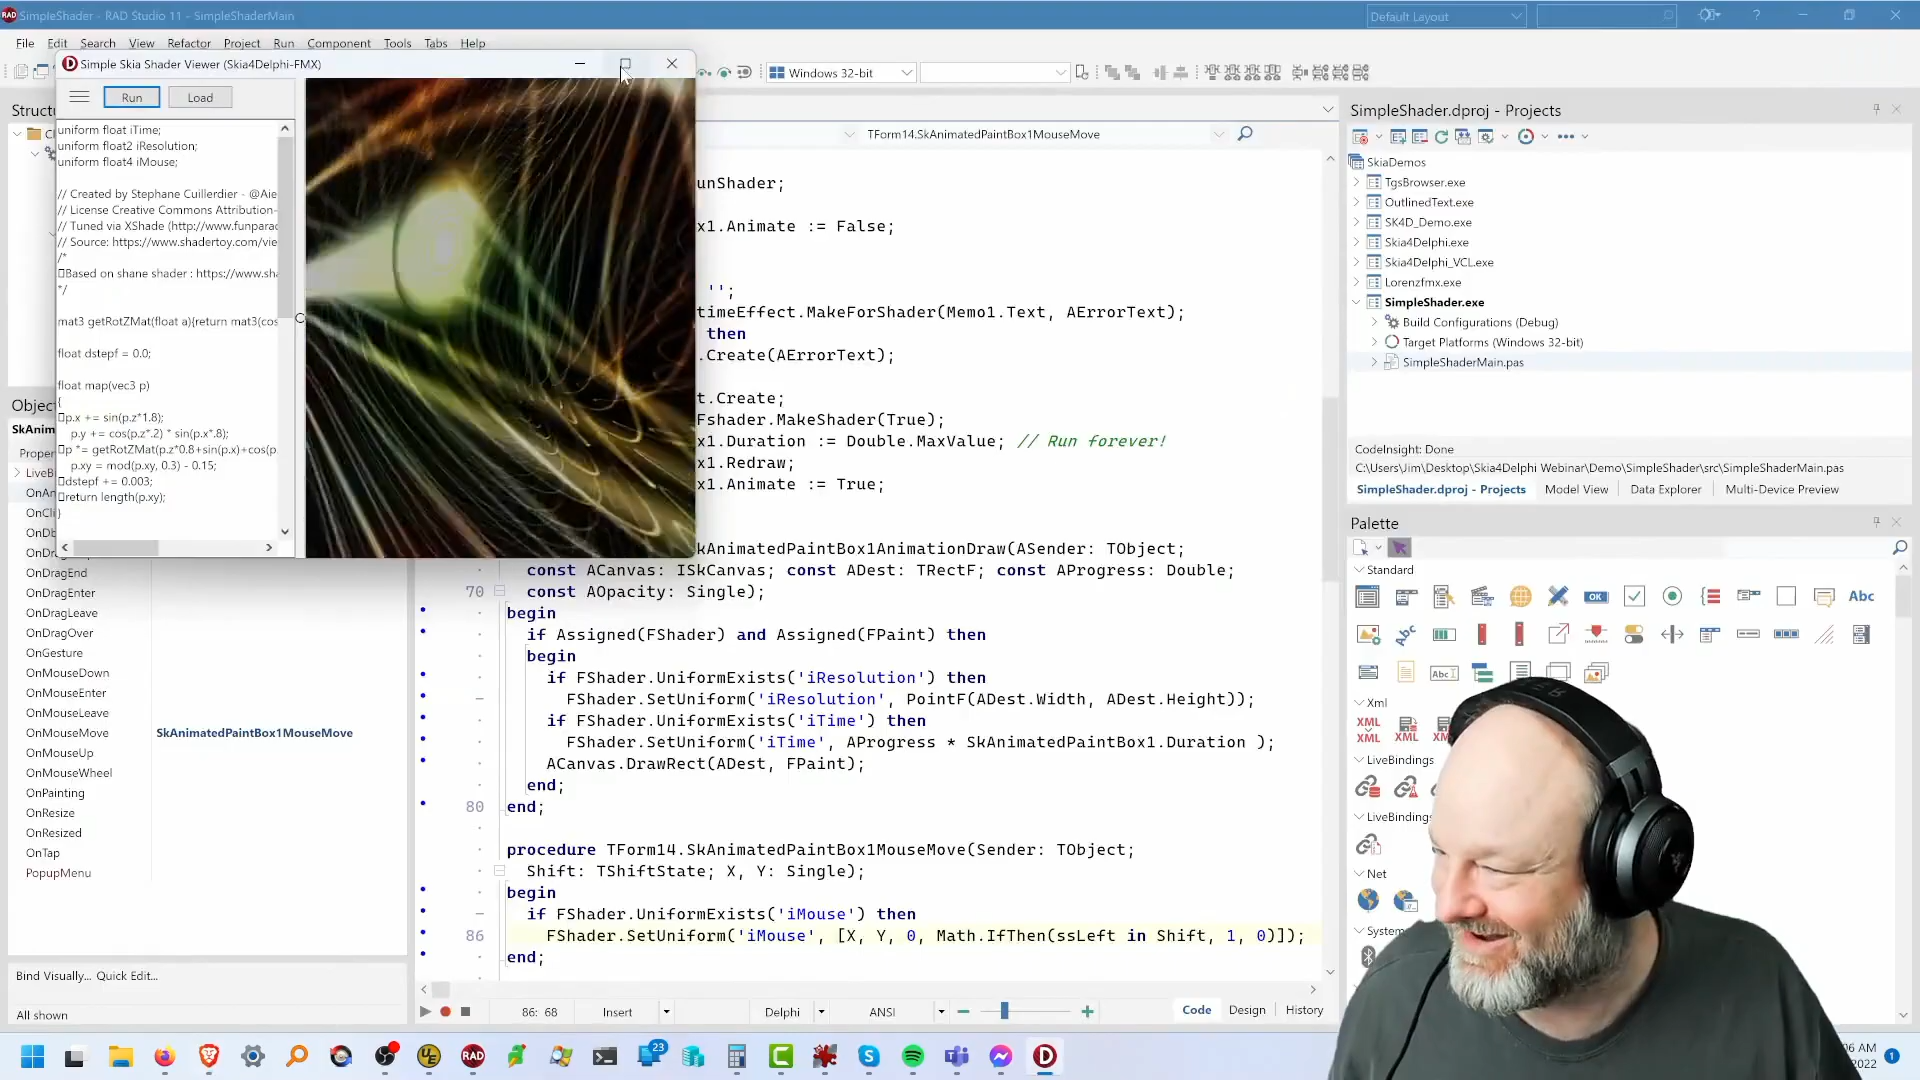 SimpleShader - RAD Studio 11 - SimpleShaderMain
Default Layout
File Edit Search View Refactor Project Run Component Tools Tabs Help
Simple Skia Shader Viewer (Skia4Delphi-FMX)
Windows 32-bit
Run Load
uniform float iTime;
uniform float2 iResolution;
uniform float4 iMouse;
// Created by Stephane Cuillerdier - @Aie
// License Creative Commons Attribution-
// Tuned via XShade (http://www.funparac
// Source: https://www.shadertoy.com/vie
/*
Based on shane shader : https://www.sha
*/
mat3 getRotZMat(float a){return mat3(cos
float dstepf = 0.0;
float map(vec3 p)
{
p.x += sin(p.z*1.8);
p.y += cos(p.z*.2) * sin(p.x*.8);
p *= getRotZMat(p.z*0.8+sin(p.x)+cos(p.
p.xy = mod(p.xy, 0.3) - 0.15;
dstepf += 0.003;
return length(p.xy);
}
OnDragEnd
OnDragEnter
OnDragLeave
OnDragOver
OnGesture
OnMouseDown
OnMouseEnter
OnMouseLeave
OnMouseMove SkAnimatedPaintBox1MouseMove
OnMouseUp
OnMouseWheel
OnPainting
OnResize
OnResized
OnTap
PopupMenu
Bind Visually... Quick Edit...
All shown
TForm14.SkAnimatedPaintBox1MouseMove
unShader;
x1.Animate := False;
'';
timeEffect.MakeForShader(Memo1.Text, AErrorText);
then
.Create(AErrorText);
t.Create;
Fshader.MakeShader(True);
x1.Duration := Double.MaxValue; // Run forever!
x1.Redraw;
x1.Animate := True;
kAnimatedPaintBox1AnimationDraw(ASender: TObject;
const ACanvas: ISkCanvas; const ADest: TRectF; const AProgress: Double;
70 const AOpacity: Single);
begin
if Assigned(FShader) and Assigned(FPaint) then
begin
if FShader.UniformExists('iResolution') then
FShader.SetUniform('iResolution', PointF(ADest.Width, ADest.Height));
if FShader.UniformExists('iTime') then
FShader.SetUniform('iTime', AProgress * SkAnimatedPaintBox1.Duration );
ACanvas.DrawRect(ADest, FPaint);
end;
80 end;
procedure TForm14.SkAnimatedPaintBox1MouseMove(Sender: TObject;
Shift: TShiftState; X, Y: Single);
begin
if FShader.UniformExists('iMouse') then
86 FShader.SetUniform('iMouse', [X, Y, 0, Math.IfThen(ssLeft in Shift, 1, 0)]);
end;
86: 68 Insert Delphi ANSI Code Design History
SimpleShader.dproj - Projects
SkiaDemos
TgsBrowser.exe
OutlinedText.exe
SK4D_Demo.exe
Skia4Delphi.exe
Skia4Delphi_VCL.exe
Lorenzfmx.exe
SimpleShader.exe
Build Configurations (Debug)
Target Platforms (Windows 32-bit)
SimpleShaderMain.pas
CodeInsight: Done
C:\Users\Jim\Desktop\Skia4Delphi Webinar\Demo\SimpleShader\src\SimpleShaderMain.pas
SimpleShader.dproj - Projects Model View Data Explorer Multi-Device Preview
Palette
Standard
OK Abc
Xml
XML XML
LiveBindings
LiveBindings
Net
System
23
RAD
06 AM
2022
1